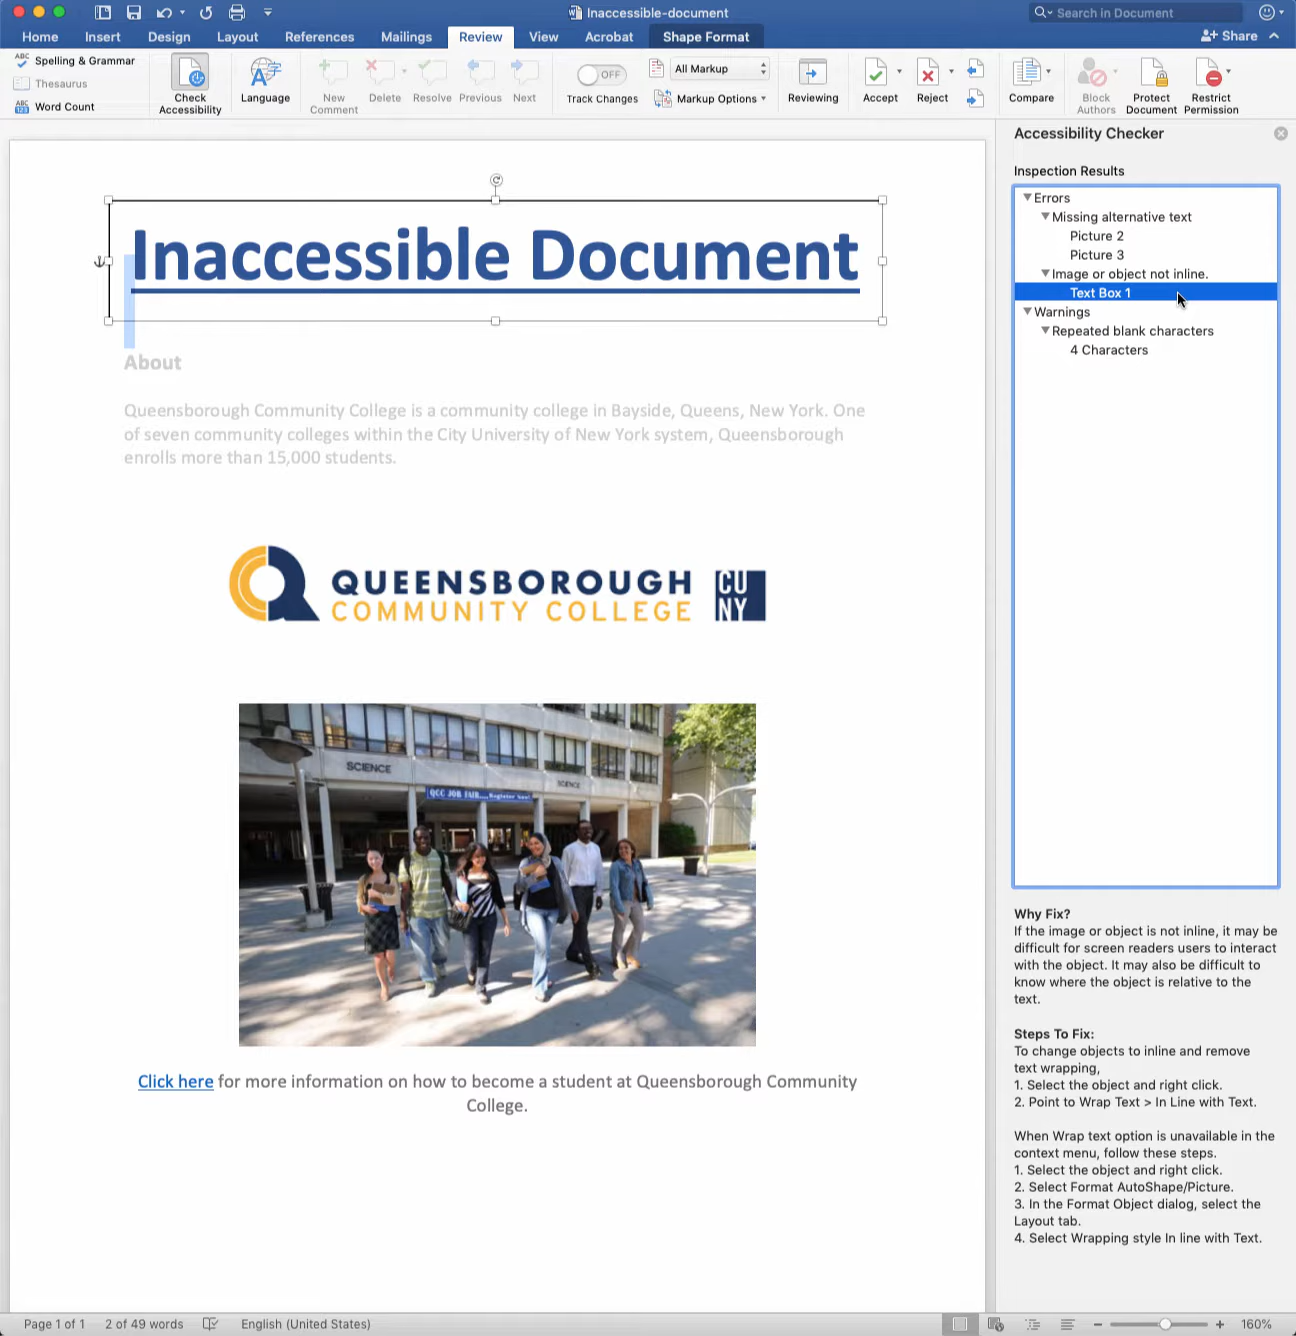 Inaccessible-document
Search in Document
Home Insert Design Layout References Mailings Review View Acrobat Shape Format Share
ABC Spelling & Grammar
Thesaurus
ABC 123 Word Count
Check Accessibility
Language
New Comment
Delete
Resolve
Previous
Next
OFF
Track Changes
All Markup
Markup Options
Reviewing
Accept
Reject
Compare
Block Authors
Protect Document
Restrict Permission
Inaccessible Document
About
Queensborough Community College is a community college in Bayside, Queens, New York. One
of seven community colleges within the City University of New York system, Queensborough
enrolls more than 15,000 students.
QUEENSBOROUGH
COMMUNITY COLLEGE
CU
NY
SCIENCE
SCIENCE
QCC JOB FAIR....Register Now!
Click here for more information on how to become a student at Queensborough Community
College.
Accessibility Checker
Inspection Results
Errors
Missing alternative text
Picture 2
Picture 3
Image or object not inline.
Text Box 1
Warnings
Repeated blank characters
4 Characters
Why Fix?
If the image or object is not inline, it may be
difficult for screen readers users to interact
with the object. It may also be difficult to
know where the object is relative to the
text.
Steps To Fix:
To change objects to inline and remove
text wrapping,
1. Select the object and right click.
2. Point to Wrap Text > In Line with Text.
When Wrap text option is unavailable in the
context menu, follow these steps.
1. Select the object and right click.
2. Select Format AutoShape/Picture.
3. In the Format Object dialog, select the
Layout tab.
4. Select Wrapping style In line with Text.
Page 1 of 1 2 of 49 words English (United States) 160%